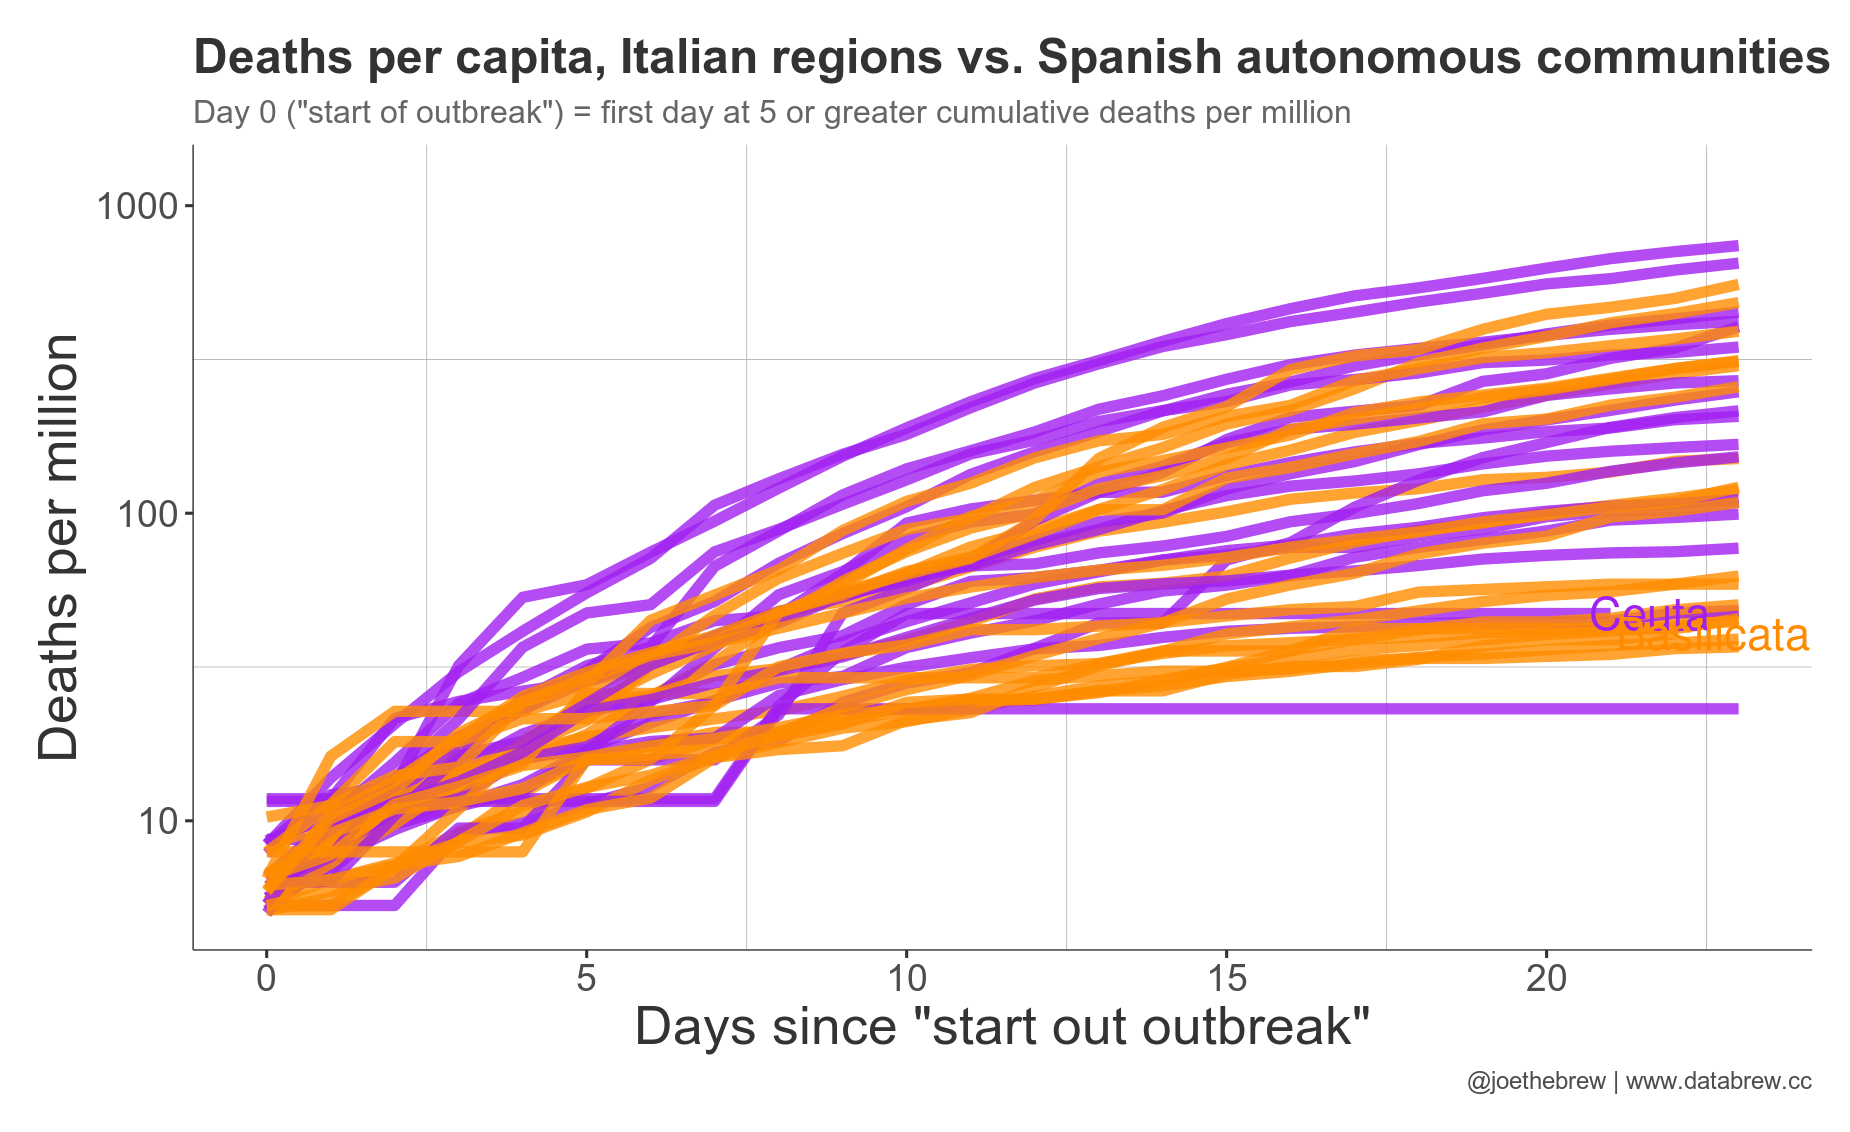 Deaths per capita, Italian regions vs. Spanish autonomous communities
Day 0 ("start of outbreak") = first day at 5 or greater cumulative deaths per million
Deaths per million
1000
100
10
Ceuta
Basilicata
0 5 10 15 20
Days since "start out outbreak"
@joethebrew | www.databrew.cc